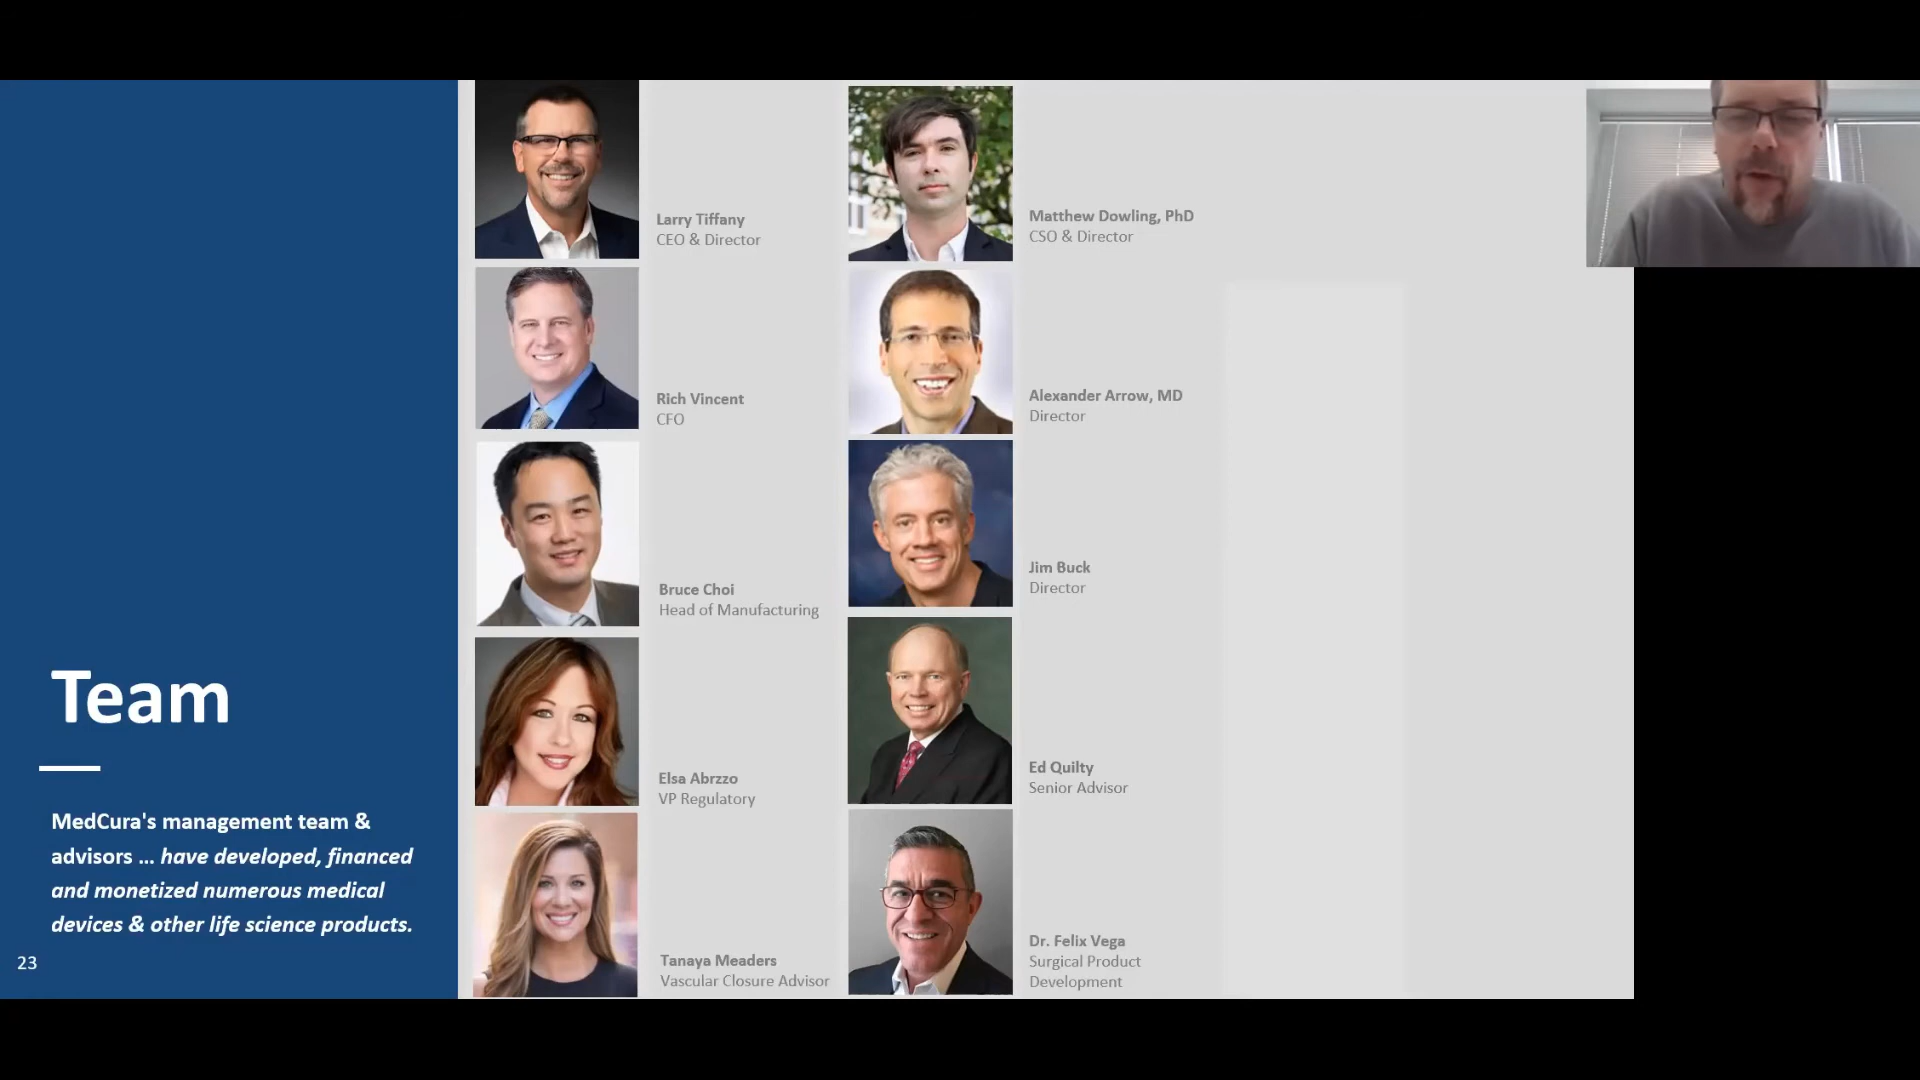 Team
MedCura's management team &
advisors ... have developed, financed
and monetized numerous medical
devices & other life science products.
23
Larry Tiffany
CEO & Director
Rich Vincent
CFO
Bruce Choi
Head of Manufacturing
Elsa Abrzzo
VP Regulatory
Tanaya Meaders
Vascular Closure Advisor
Matthew Dowling, PhD
CSO & Director
Alexander Arrow, MD
Director
Jim Buck
Director
Ed Quilty
Senior Advisor
Dr. Felix Vega
Surgical Product
Development